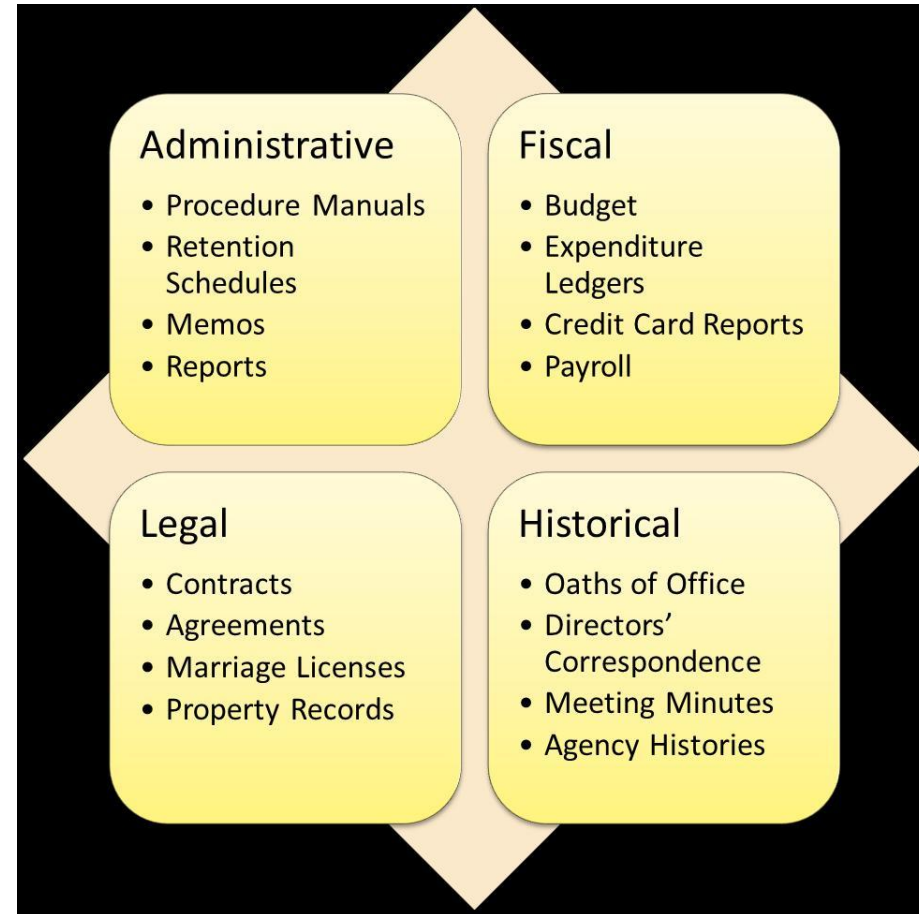 Administrative
• Procedure Manuals
• Retention
Schedules
• Memos
• Reports
Fiscal
• Budget
• Expenditure
Ledgers
• Credit Card Reports
• Payroll
Legal
• Contracts
• Agreements
• Marriage Licenses
• Property Records
Historical
• Oaths of Office
• Directors’
Correspondence
• Meeting Minutes
• Agency Histories